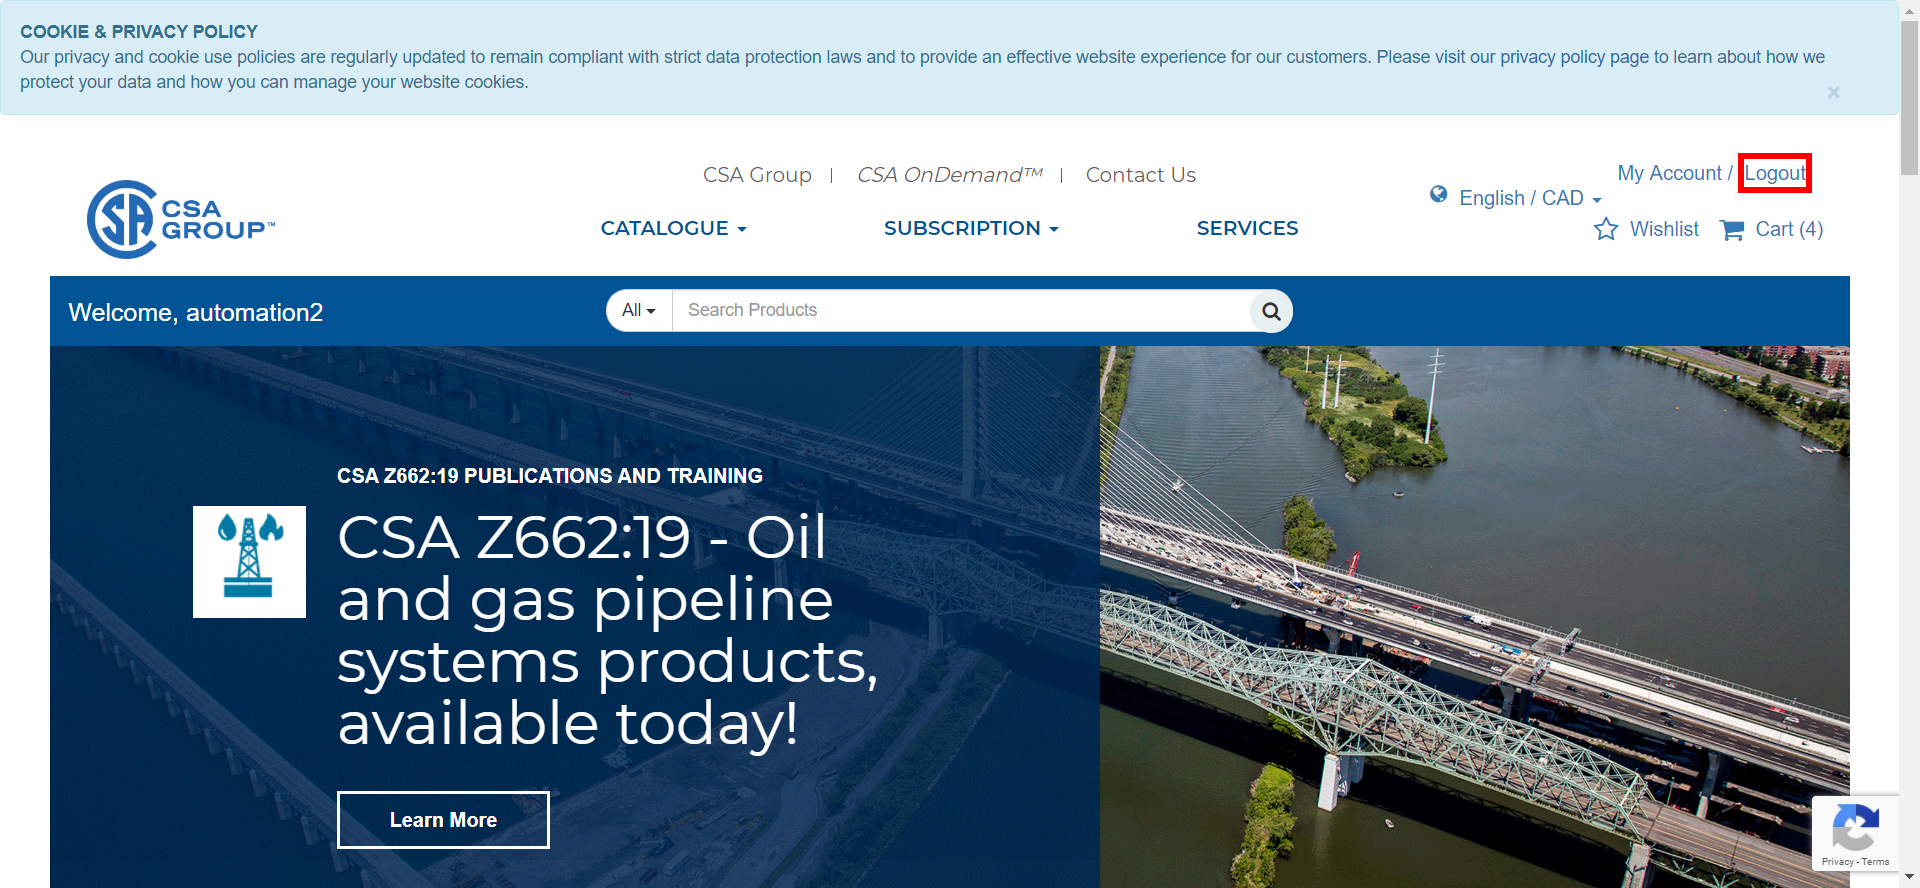 COOKIE & PRIVACY POLICY
Our privacy and cookie use policies are regularly updated to remain compliant with strict data protection laws and to provide an effective website experience for our customers. Please visit our privacy policy page to learn about how we
protect your data and how you can manage your website cookies.
×
CSA Group | CSA OnDemand™ | Contact Us
My Account / Logout
English / CAD
CSA
GROUP™
CATALOGUE
SUBSCRIPTION
SERVICES
Wishlist
Cart (4)
Welcome, automation2
All
Search Products
CSA Z662:19 PUBLICATIONS AND TRAINING
CSA Z662:19 - Oil
and gas pipeline
systems products,
available today!
Learn More
Privacy - Terms